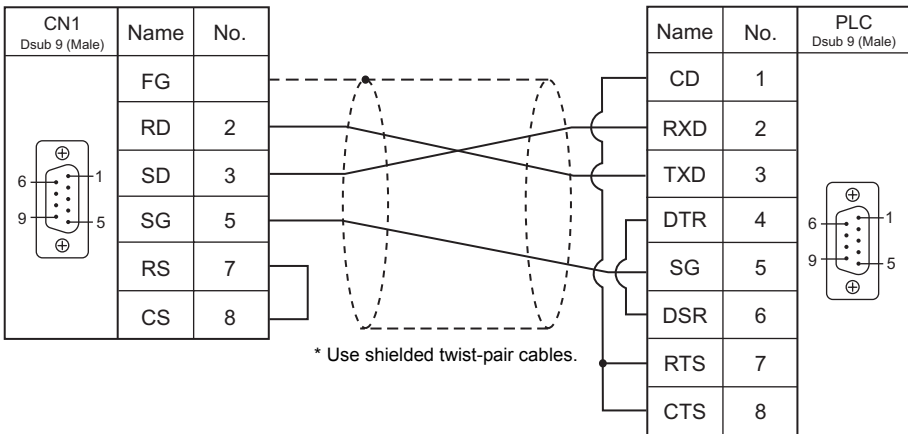 CN1
Dsub 9 (Male)
Name No.
FG
RD 2
SD 3
SG 5
RS 7
CS 8
6 1
9 5
* Use shielded twist-pair cables.
Name No.
PLC
Dsub 9 (Male)
CD 1
RXD 2
TXD 3
DTR 4
SG 5
DSR 6
RTS 7
CTS 8
6 1
9 5